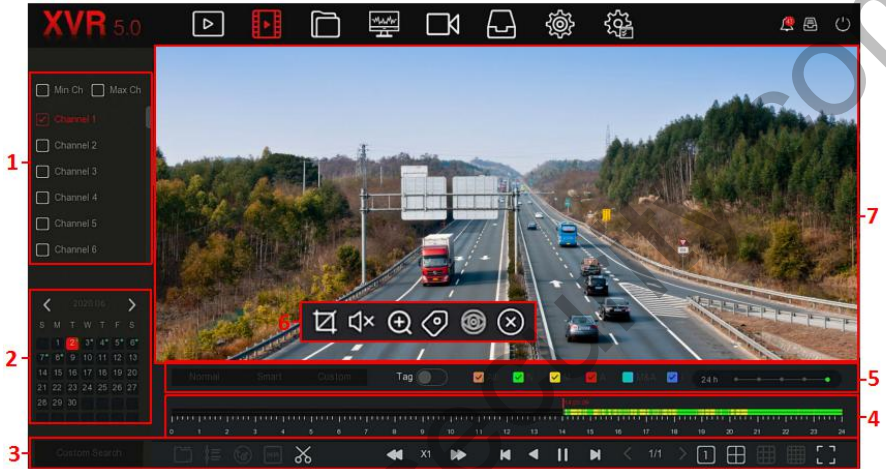 XVR 5.0
Min Ch Max Ch
Channel 1
Channel 2
Channel 3
Channel 4
Channel 5
Channel 6
1
7
6
2020 06
S M T W T F S
1 2 3 4 5 6
7 8 9 10 11 12 13
14 15 16 17 18 19 20
21 22 23 24 25 26 27
28 29 30
2
Normal Smart Custom Tag 24 h
5
0 1 2 3 4 5 6 7 8 9 10 11 12 13 14 15 16 17 18 19 20 21 22 23 24
4
3
Custom Search X1 1/1 1